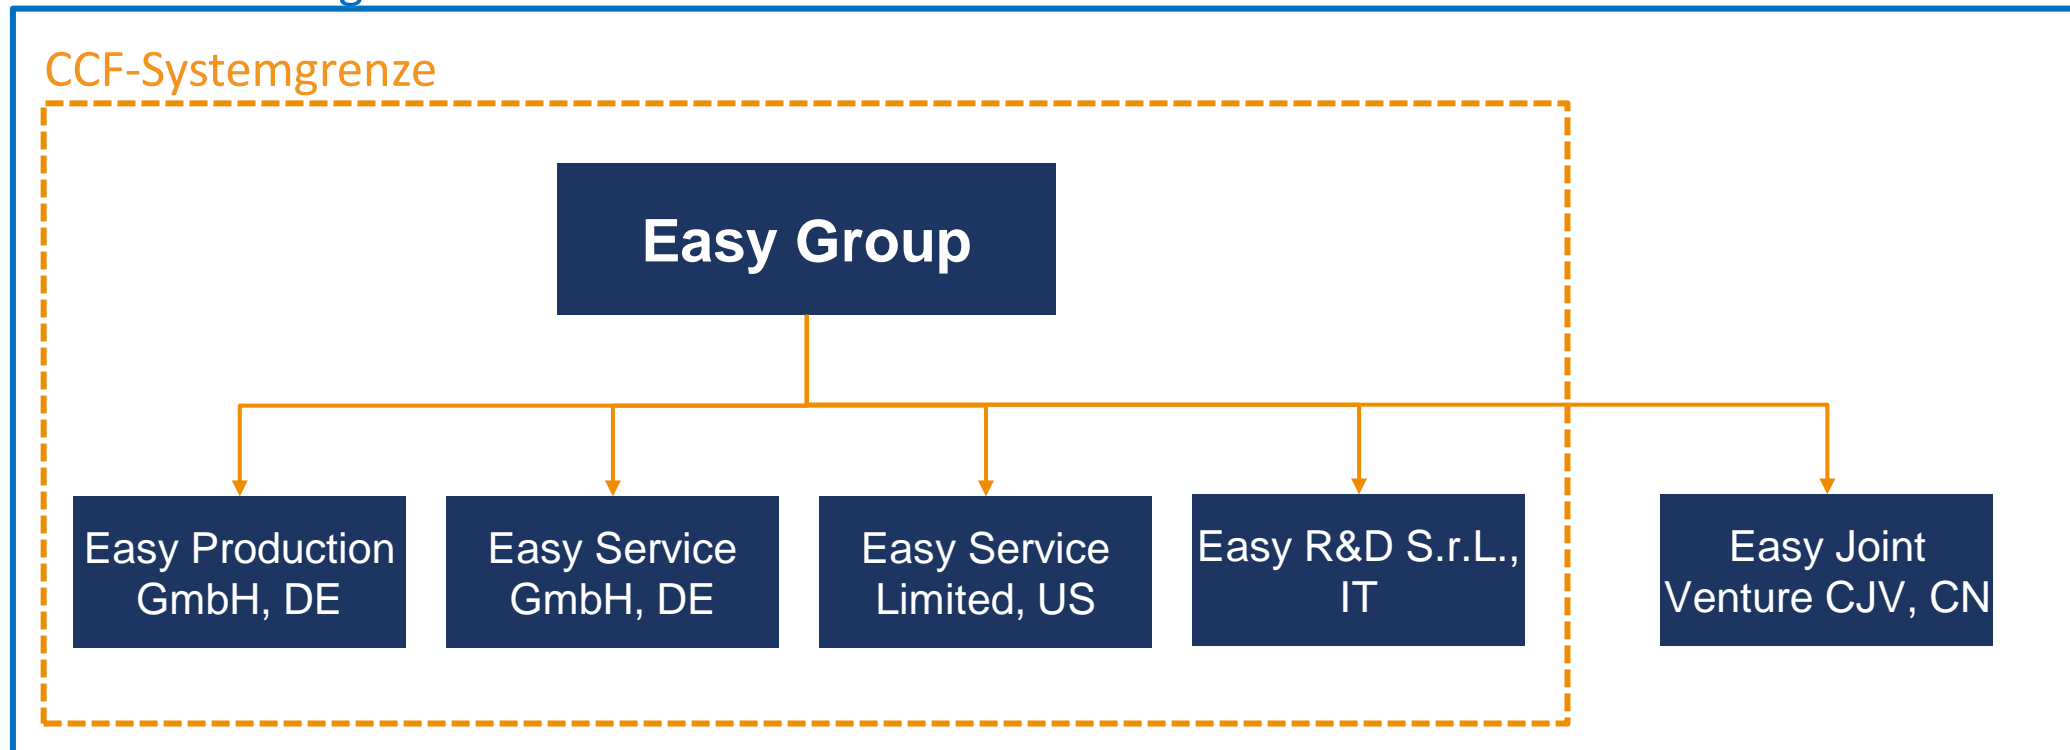 CCF-Systemgrenze
Easy Group
Easy Production
GmbH, DE
Easy Service
GmbH, DE
Easy Service
Limited, US
Easy R&D S.r.L.,
IT
Easy Joint
Venture CJV, CN